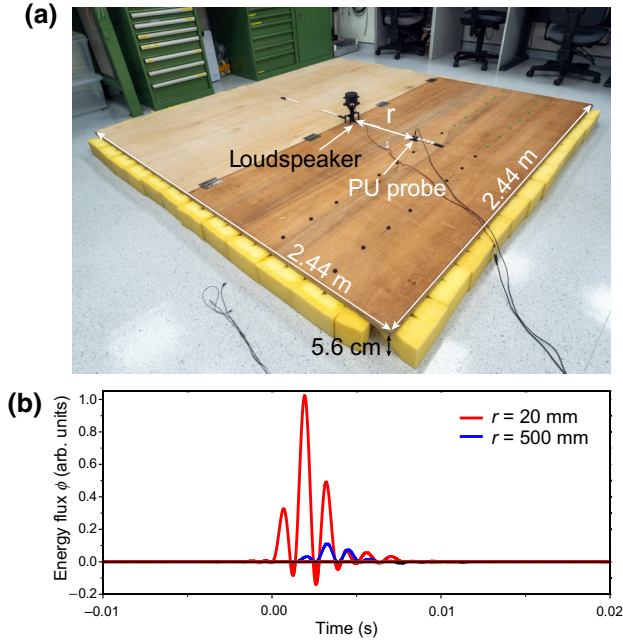 (a)
r
Loudspeaker
PU probe
2.44 m
2.44 m
5.6 cm
(b)
Energy flux ϕ (arb. units)
1.0
0.8
0.6
0.4
0.2
0.0
−0.2
r = 20 mm
r = 500 mm
−0.01 0.00 0.01 0.02
Time (s)